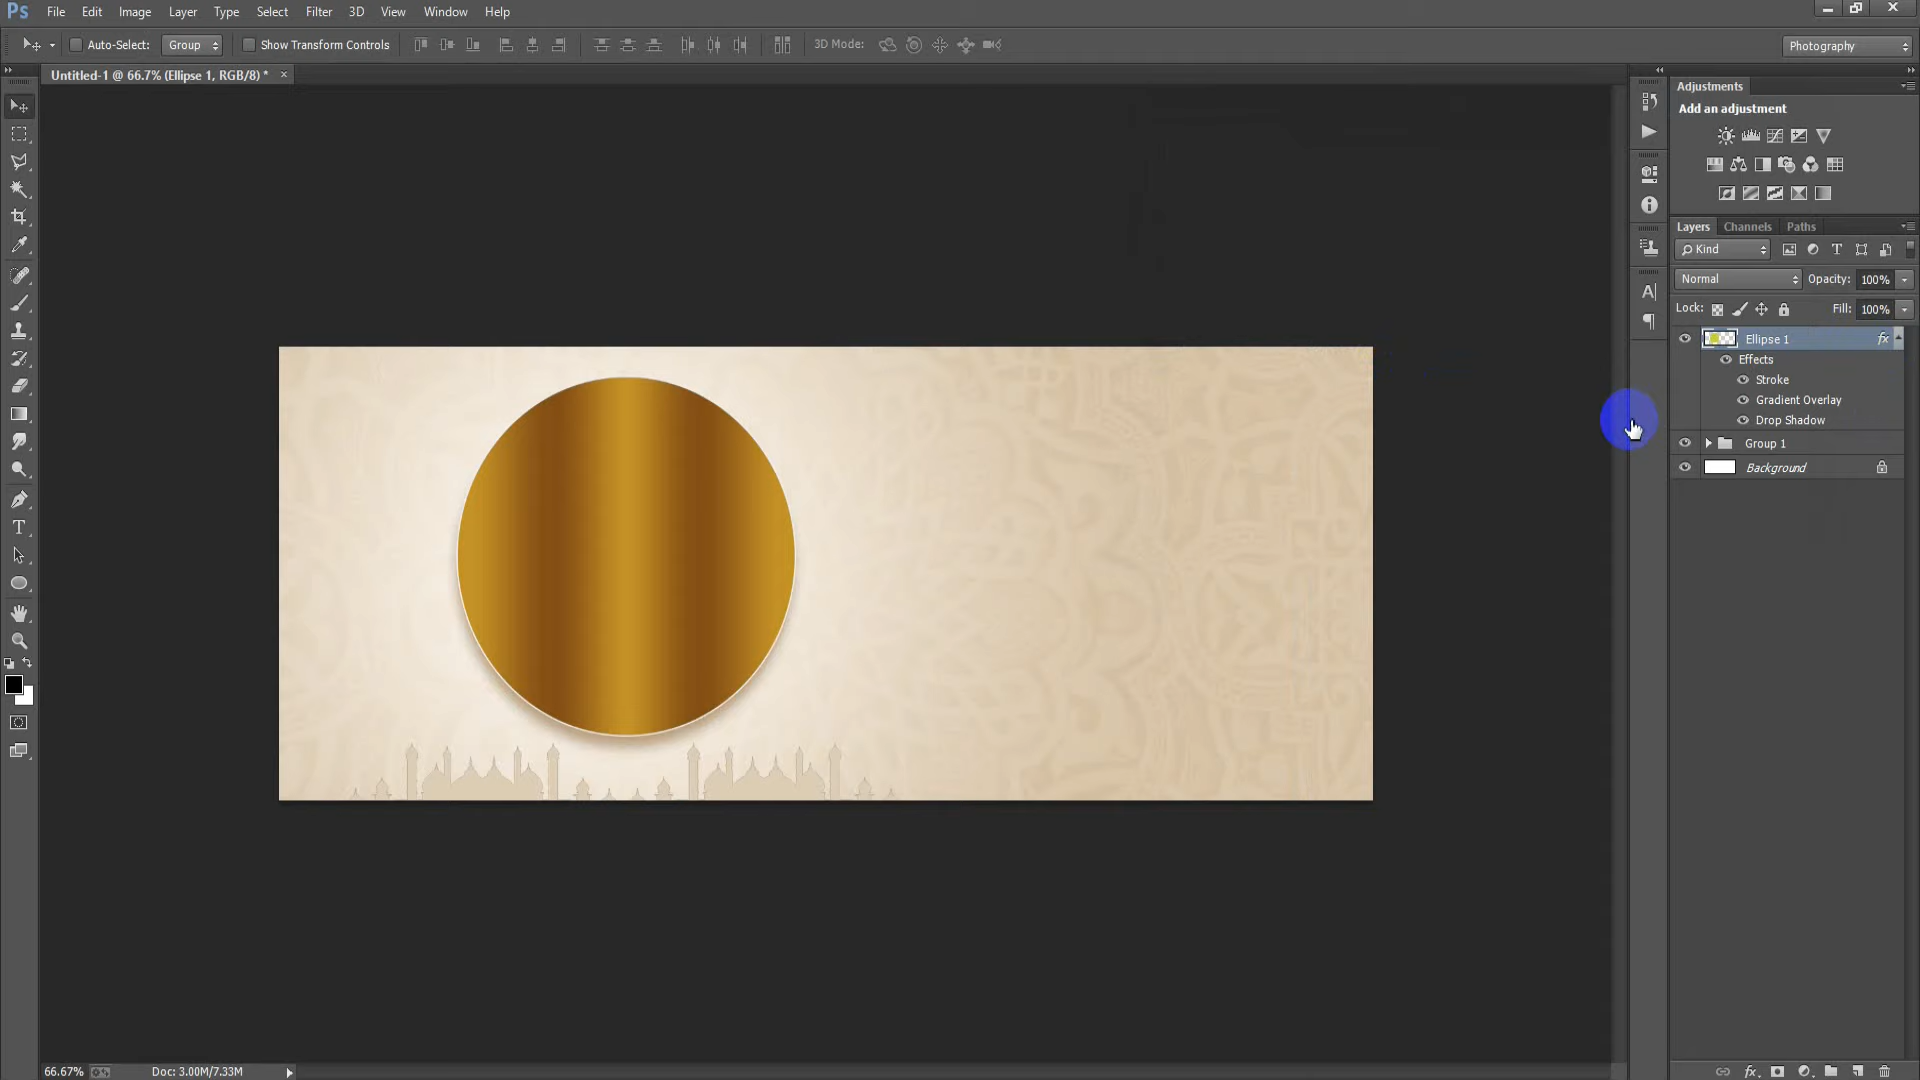 Ps File Edit Image Layer Type Select Filter 3D View Window Help
Auto-Select: Group Show Transform Controls 3D Mode: Photography
Untitled-1 @ 66.7% (Ellipse 1, RGB/8) * ×
Adjustments
Add an adjustment
Layers Channels Paths
Kind
Normal Opacity: 100%
Lock: Fill: 100%
Ellipse 1 fx
Effects
Stroke
Gradient Overlay
Drop Shadow
Group 1
Background
66.67% Doc: 3.00M/7.33M